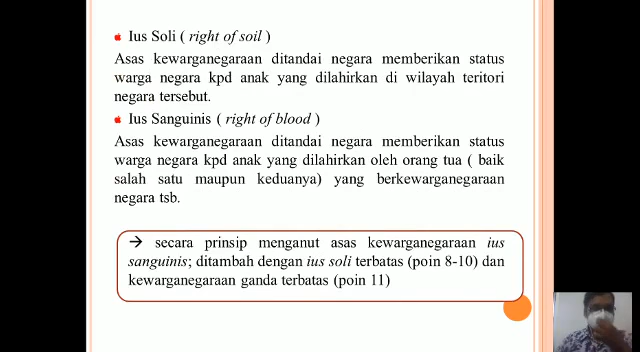 Ius Soli ( right of soil )
Asas kewarganegaraan ditandai negara memberikan status
warga negara kpd anak yang dilahirkan di wilayah teritori
negara tersebut.
Ius Sanguinis ( right of blood )
Asas kewarganegaraan ditandai negara memberikan status
warga negara kpd anak yang dilahirkan oleh orang tua ( baik
salah satu maupun keduanya) yang berkewarganegaraan
negara tsb.
→ secara prinsip menganut asas kewarganegaraan ius
sanguinis; ditambah dengan ius soli terbatas (poin 8-10) dan
kewarganegaraan ganda terbatas (poin 11)